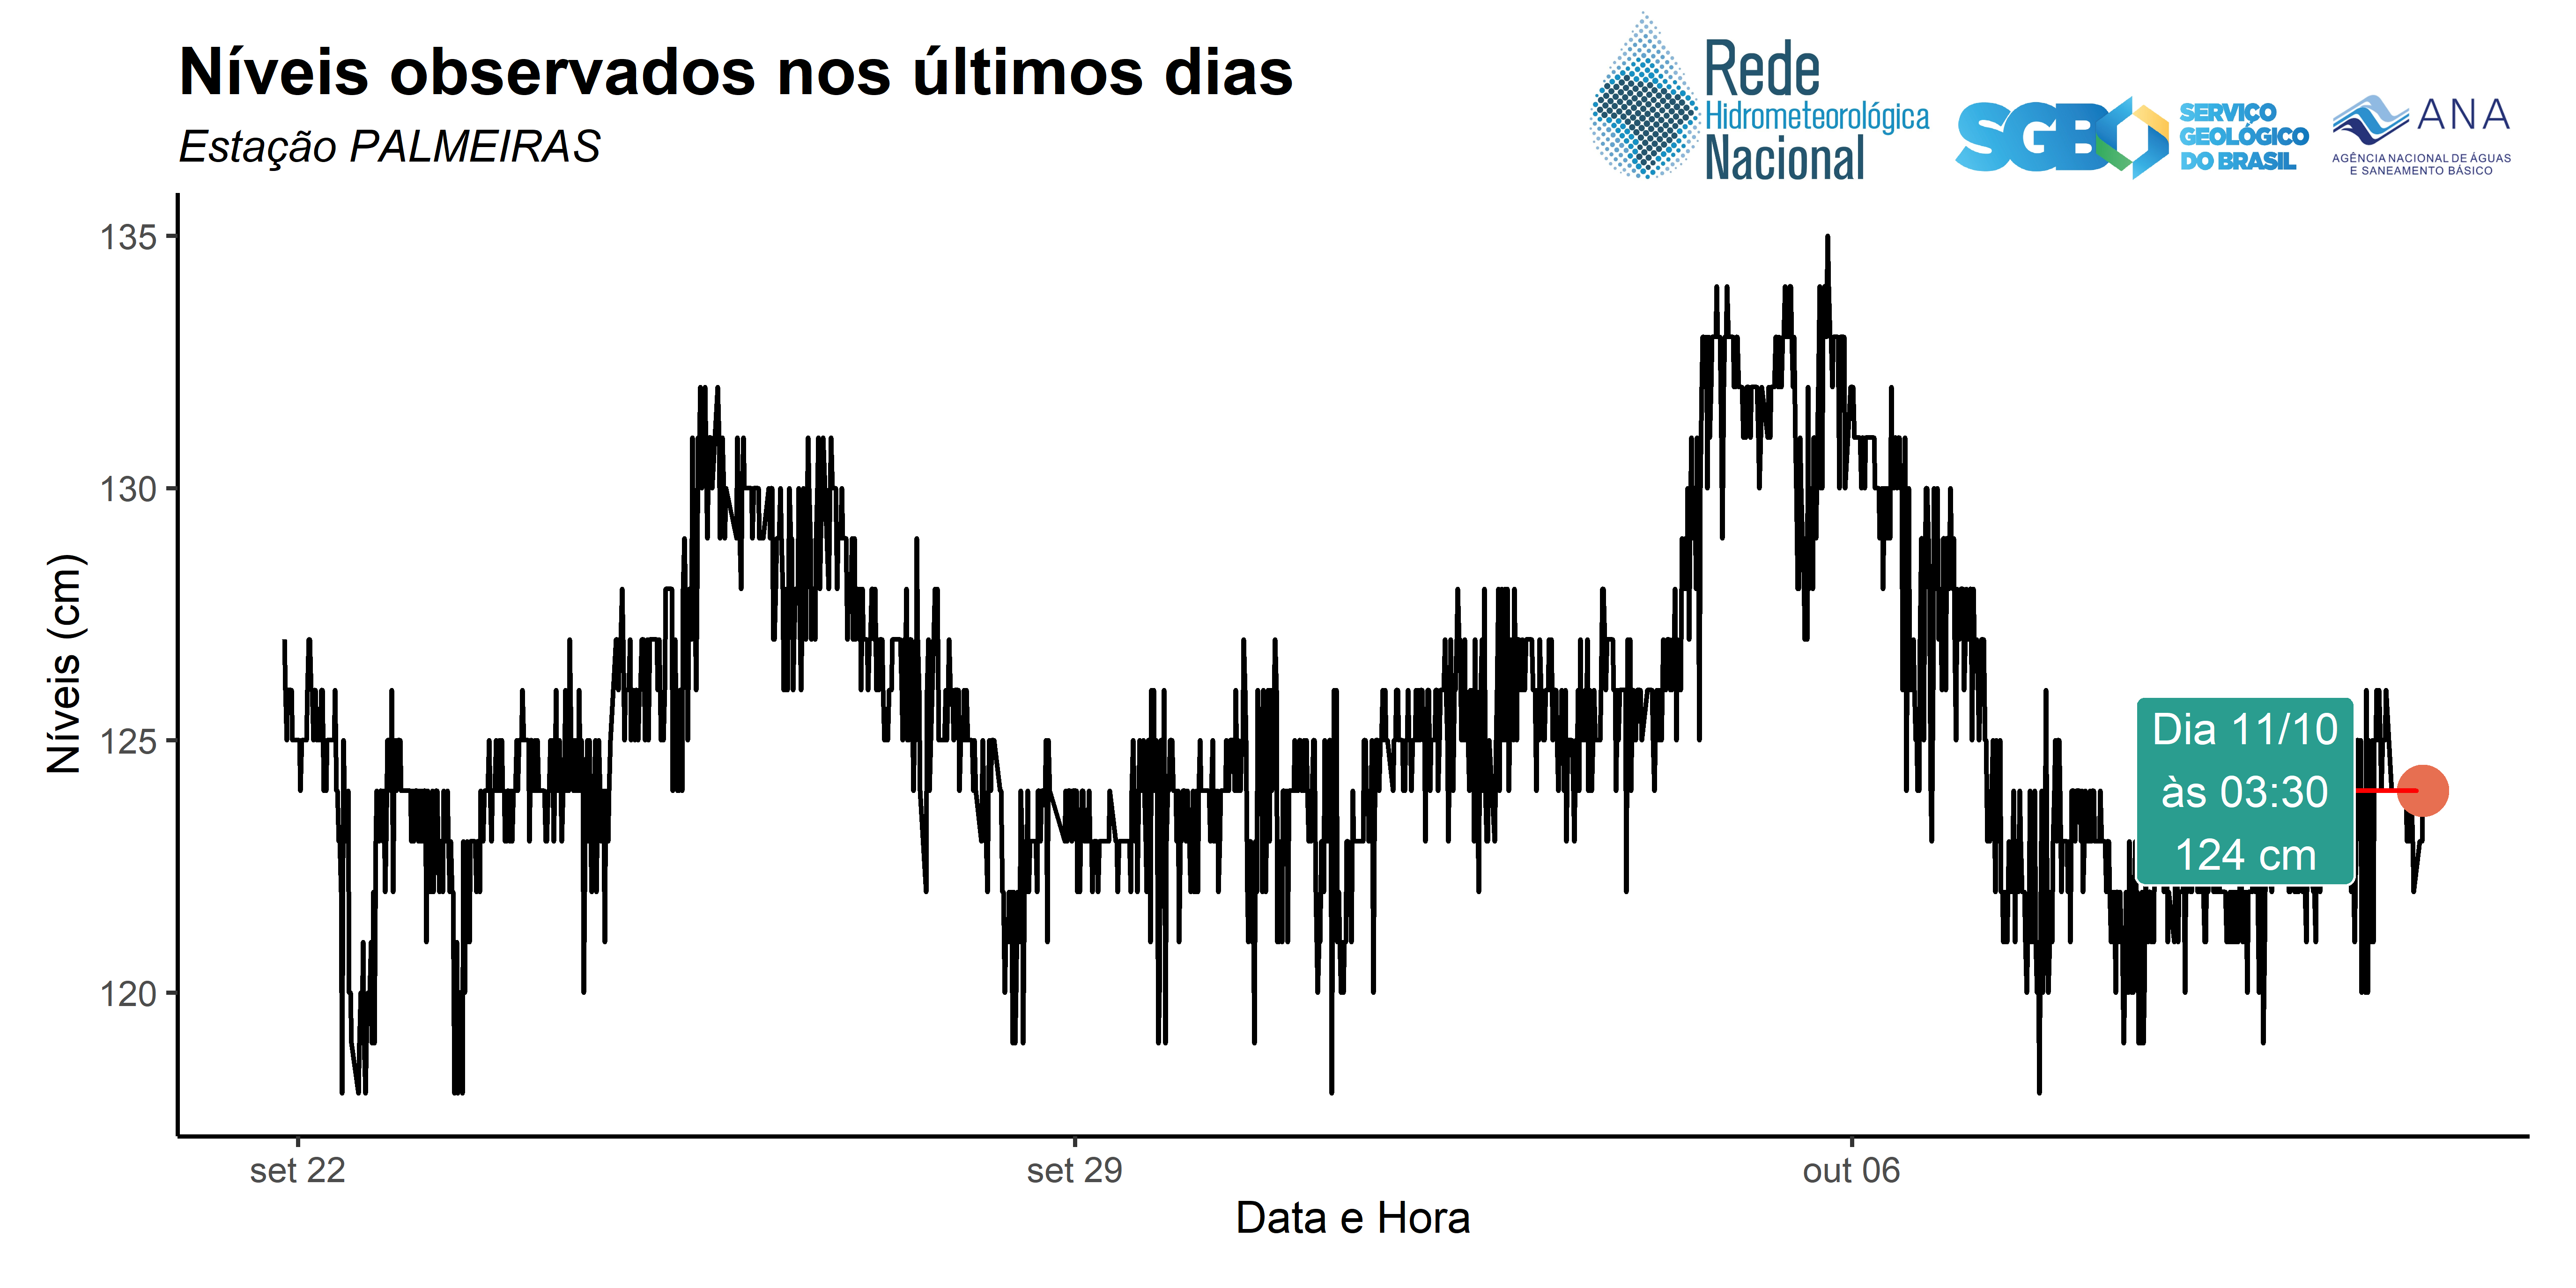 Níveis observados nos últimos dias
Estação PALMEIRAS
Rede
Hidrometeorológica
Nacional
SGB
SERVIÇO
GEOLÓGICO
DO BRASIL
ANA
AGÊNCIA NACIONAL DE ÁGUAS
E SANEAMENTO BÁSICO
135
130
125
120
Níveis (cm)
Dia 11/10
às 03:30
124 cm
set 22
set 29
out 06
Data e Hora